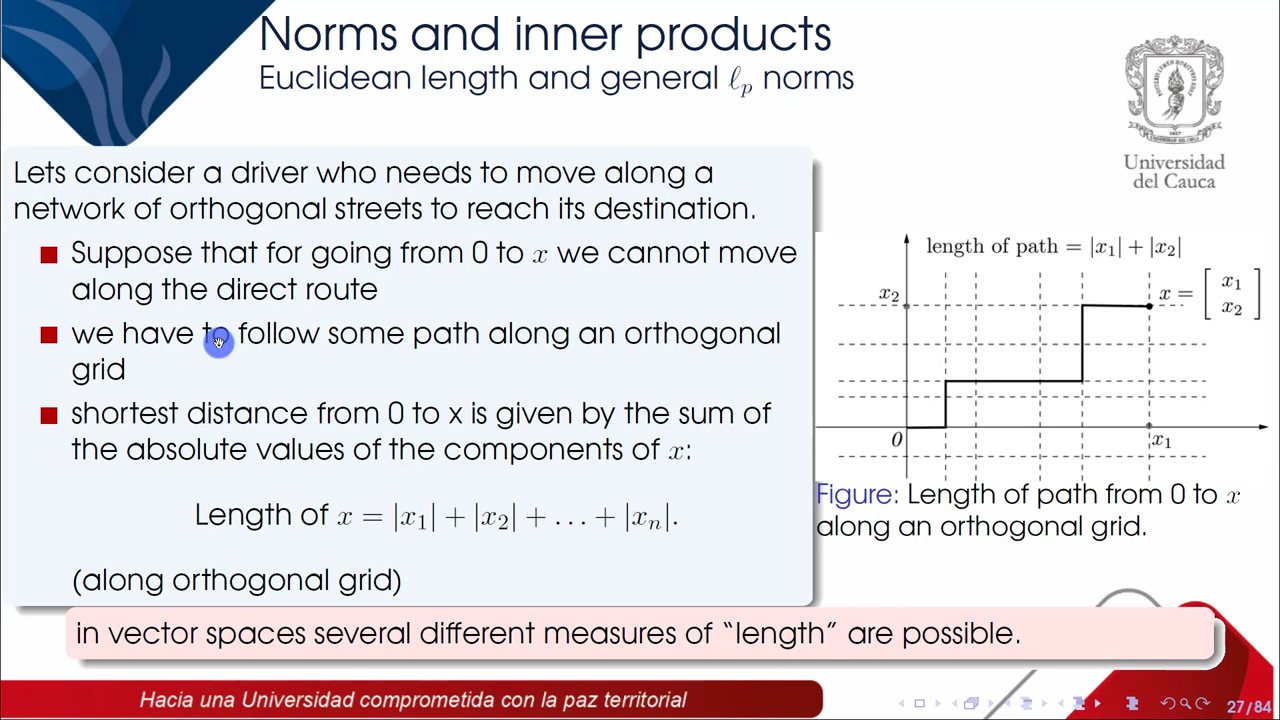 Norms and inner products
Euclidean length and general ℓp norms
Universidad
del Cauca
Lets consider a driver who needs to move along a
network of orthogonal streets to reach its destination.
Suppose that for going from 0 to x we cannot move
along the direct route
we have to follow some path along an orthogonal
grid
shortest distance from 0 to x is given by the sum of
the absolute values of the components of x:
Length of x = |x1| + |x2| + . . . + |xn|.
(along orthogonal grid)
length of path = |x1| + |x2|
x2
x = [ x1
x2 ]
0
x1
Figure: Length of path from 0 to x
along an orthogonal grid.
in vector spaces several different measures of “length” are possible.
Hacia una Universidad comprometida con la paz territorial
27/84